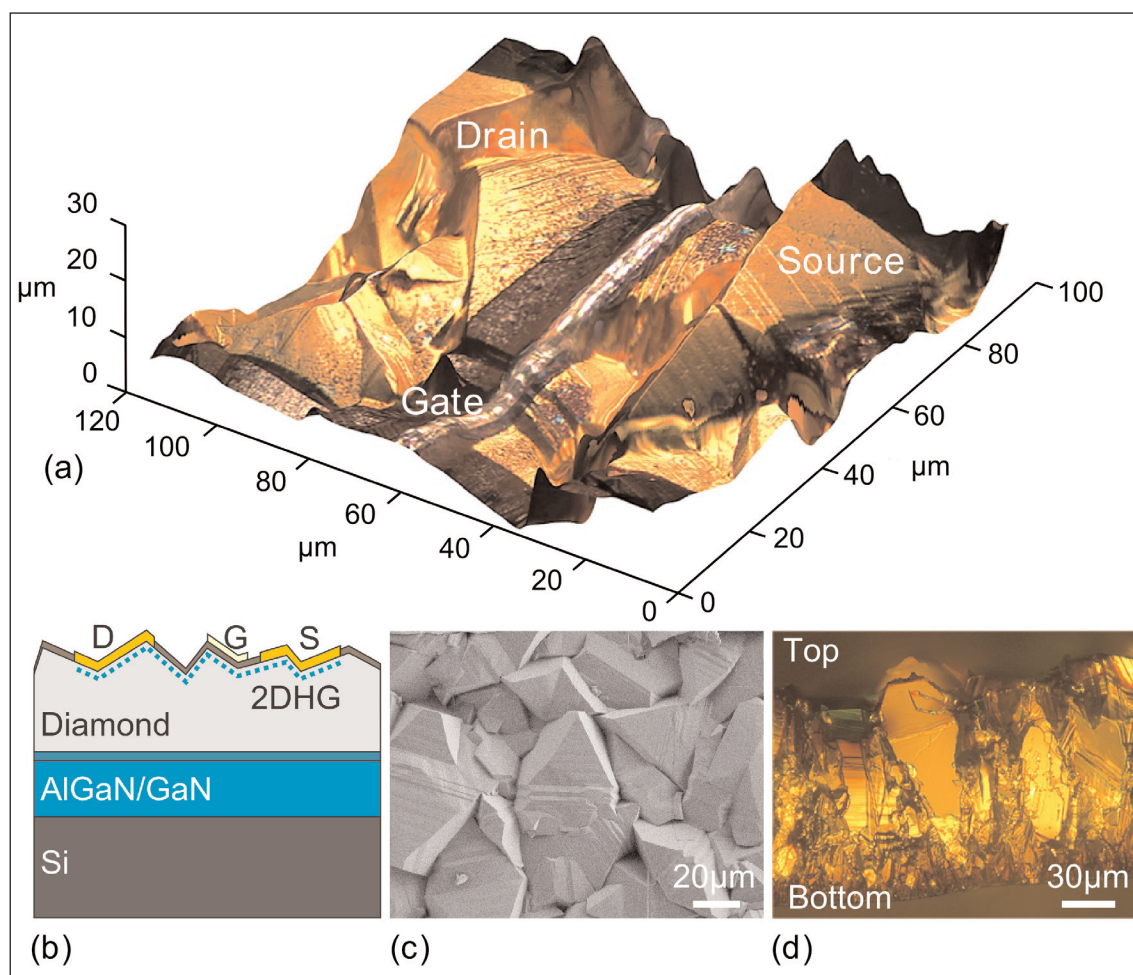 Drain
Source
Gate
30
20
10
0
µm
120
100
80
60
40
20
0
µm
0
20
40
60
80
100
µm
(a)
D
G
S
2DHG
Diamond
AlGaN/GaN
Si
(b)
20µm
(c)
Top
Bottom
30µm
(d)